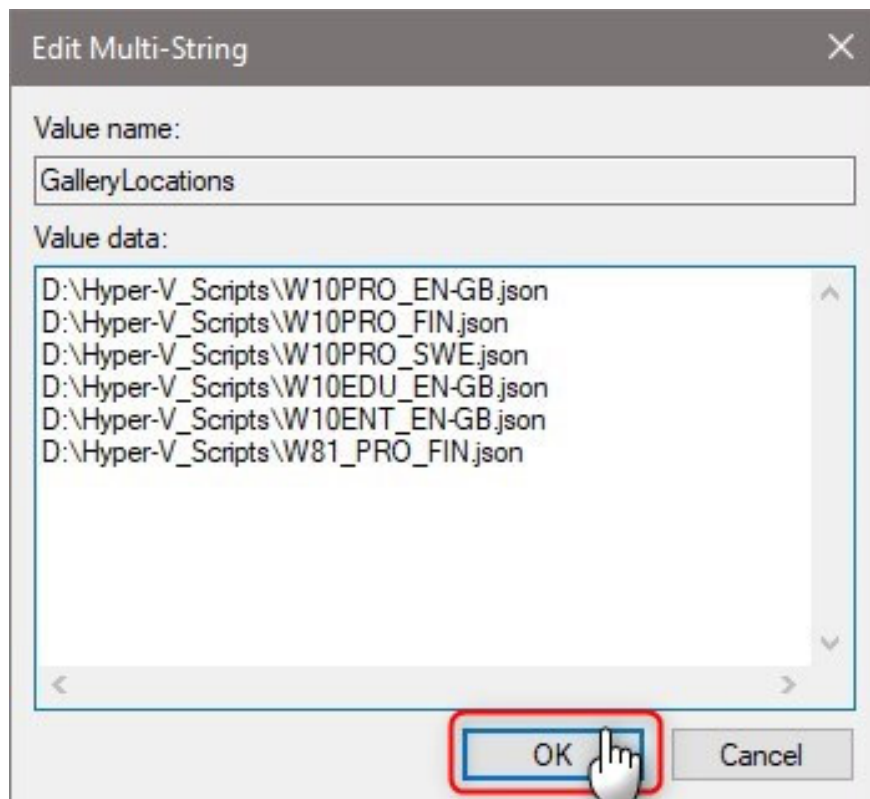 Edit Multi-String
Value name:
GalleryLocations
Value data:
D:\Hyper-V_Scripts\W10PRO_EN-GB.json
D:\Hyper-V_Scripts\W10PRO_FIN.json
D:\Hyper-V_Scripts\W10PRO_SWE.json
D:\Hyper-V_Scripts\W10EDU_EN-GB.json
D:\Hyper-V_Scripts\W10ENT_EN-GB.json
D:\Hyper-V_Scripts\W81_PRO_FIN.json
OK Cancel